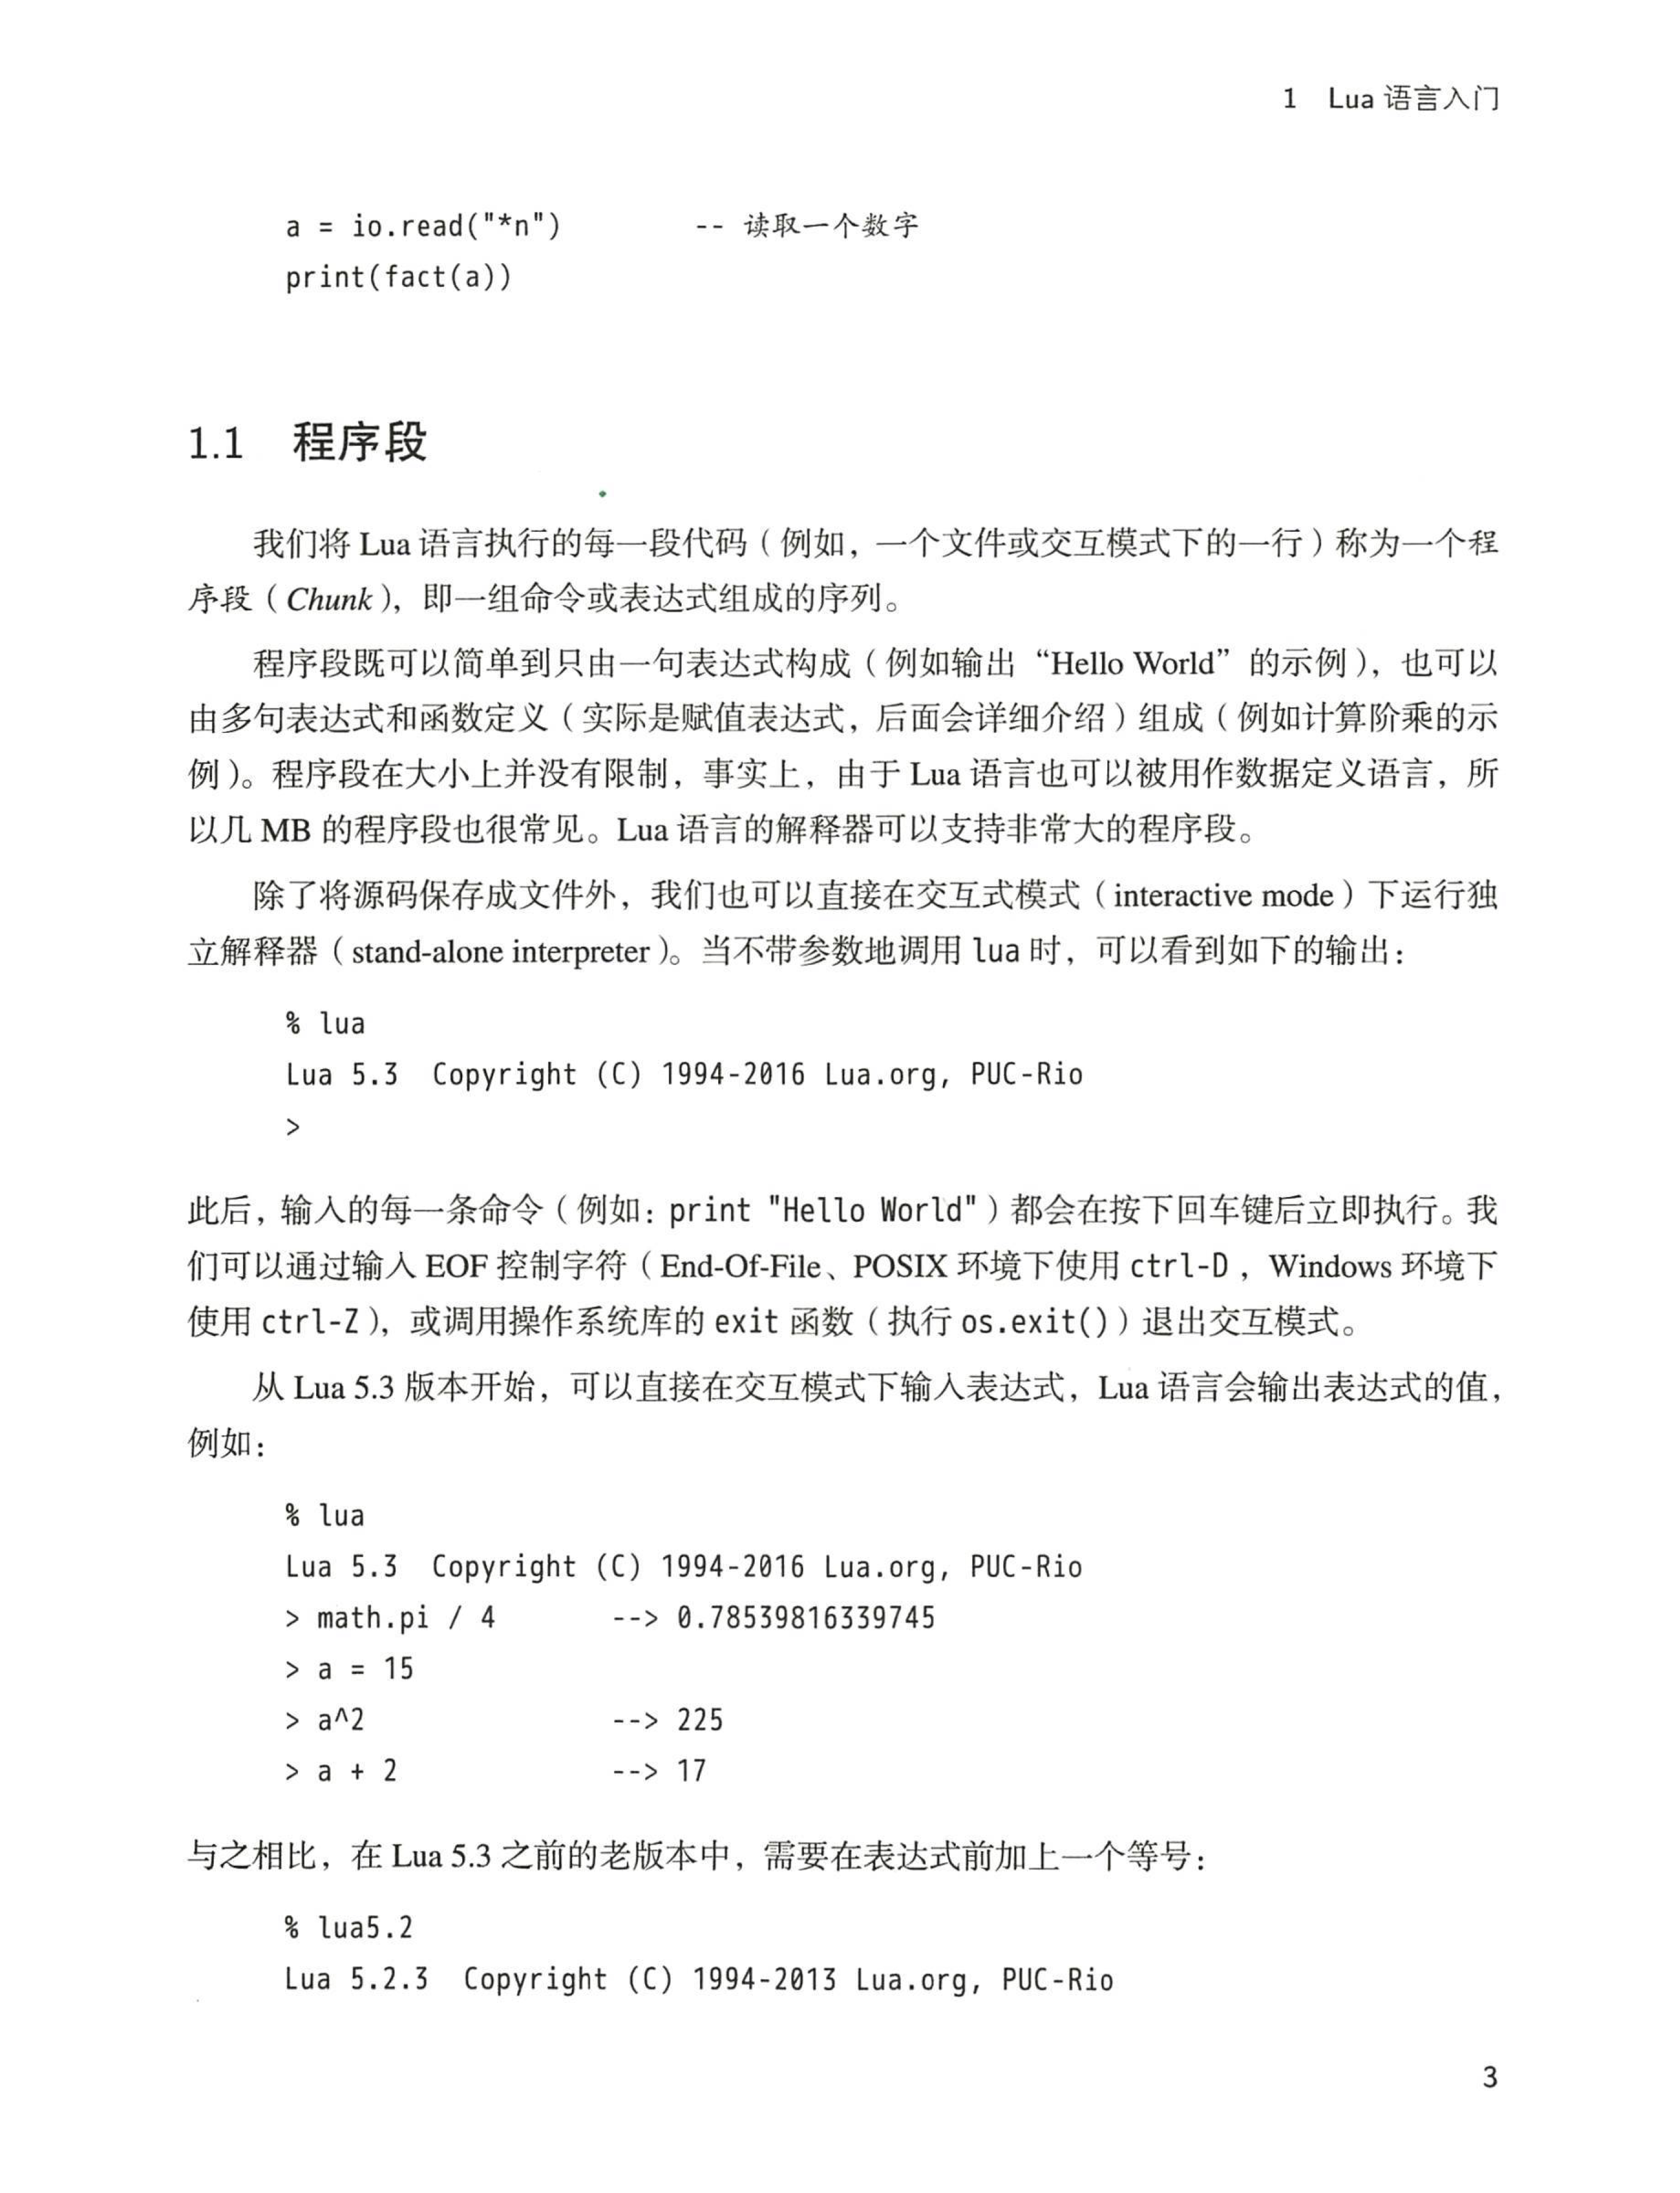 1 Lua 语言入门
a = io.read("*n") -- 读取一个数字
print(fact(a))
1.1 程序段
我们将 Lua 语言执行的每一段代码（例如，一个文件或交互模式下的一行）称为一个程
序段（Chunk），即一组命令或表达式组成的序列。
程序段既可以简单到只由一句表达式构成（例如输出“Hello World”的示例），也可以
由多句表达式和函数定义（实际是赋值表达式，后面会详细介绍）组成（例如计算阶乘的示
例）。程序段在大小上并没有限制，事实上，由于 Lua 语言也可以被用作数据定义语言，所
以几 MB 的程序段也很常见。Lua 语言的解释器可以支持非常大的程序段。
除了将源码保存成文件外，我们也可以直接在交互式模式（interactive mode）下运行独
立解释器（stand-alone interpreter）。当不带参数地调用 lua 时，可以看到如下的输出：
% lua
Lua 5.3  Copyright (C) 1994-2016 Lua.org, PUC-Rio
>
此后，输入的每一条命令（例如：print "Hello World"）都会在按下回车键后立即执行。我
们可以通过输入 EOF 控制字符（End-Of-File、POSIX 环境下使用 ctrl-D ，Windows 环境下
使用 ctrl-Z），或调用操作系统库的 exit 函数（执行 os.exit()）退出交互模式。
从 Lua 5.3 版本开始，可以直接在交互模式下输入表达式，Lua 语言会输出表达式的值，
例如：
% lua
Lua 5.3  Copyright (C) 1994-2016 Lua.org, PUC-Rio
> math.pi / 4 --> 0.78539816339745
> a = 15
> a^2 --> 225
> a + 2 --> 17
与之相比，在 Lua 5.3 之前的老版本中，需要在表达式前加上一个等号：
% lua5.2
Lua 5.2.3  Copyright (C) 1994-2013 Lua.org, PUC-Rio
3